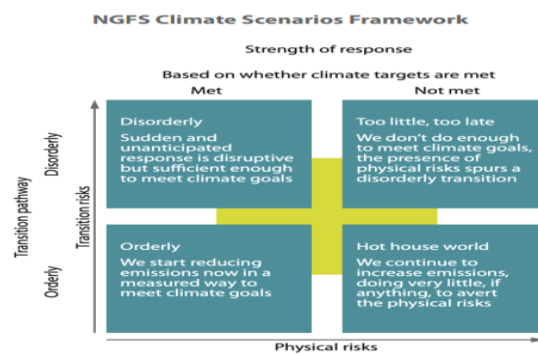 NGFS Climate Scenarios Framework
Strength of response
Based on whether climate targets are met
Met
Not met
Transition pathway
Disorderly
Orderly
Transition risks
Disorderly
Sudden and
unanticipated
response is disruptive
but sufficient enough
to meet climate goals
Too little, too late
We don't do enough
to meet climate goals,
the presence of
physical risks spurs a
disorderly transition
Orderly
We start reducing
emissions now in a
measured way to
meet climate goals
Hot house world
We continue to
increase emissions,
doing very little, if
anything, to avert
the physical risks
Physical risks